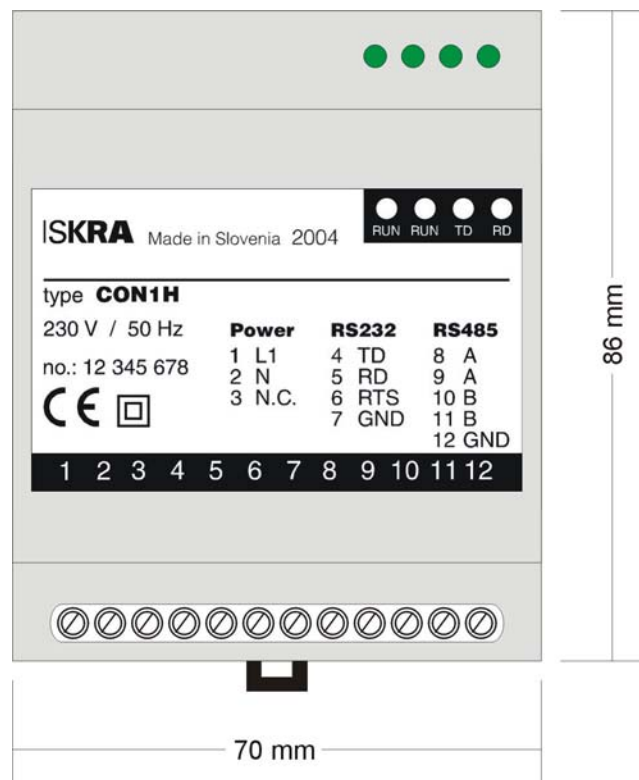 RUN RUN TD RD
ISKRA Made in Slovenia 2004
type CON1H
230 V / 50 Hz
no.: 12 345 678
CE
Power
1 L1
2 N
3 N.C.
RS232
4 TD
5 RD
6 RTS
7 GND
RS485
8 A
9 A
10 B
11 B
12 GND
1 2 3 4 5 6 7 8 9 10 11 12
86 mm
70 mm